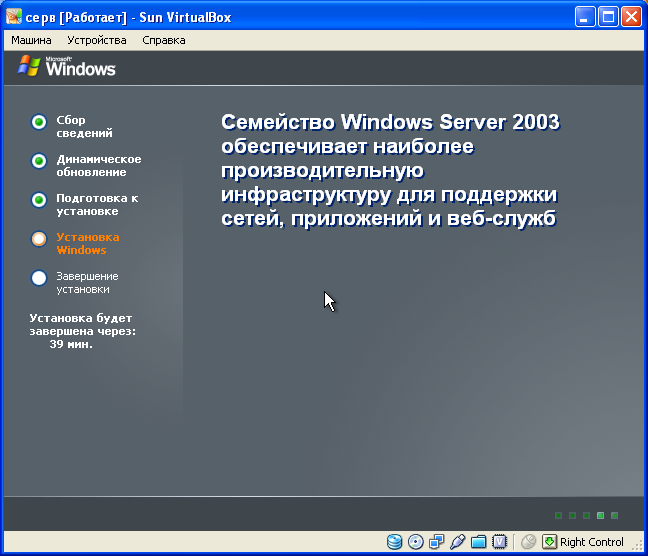 серв [Работает] - Sun VirtualBox
Машина Устройства Справка
Microsoft
Windows
Сбор
сведений
Динамическое
обновление
Подготовка к
установке
Установка
Windows
Завершение
установки
Установка будет
завершена через:
39 мин.
Семейство Windows Server 2003
обеспечивает наиболее
производительную
инфраструктуру для поддержки
сетей, приложений и веб-служб
Right Control